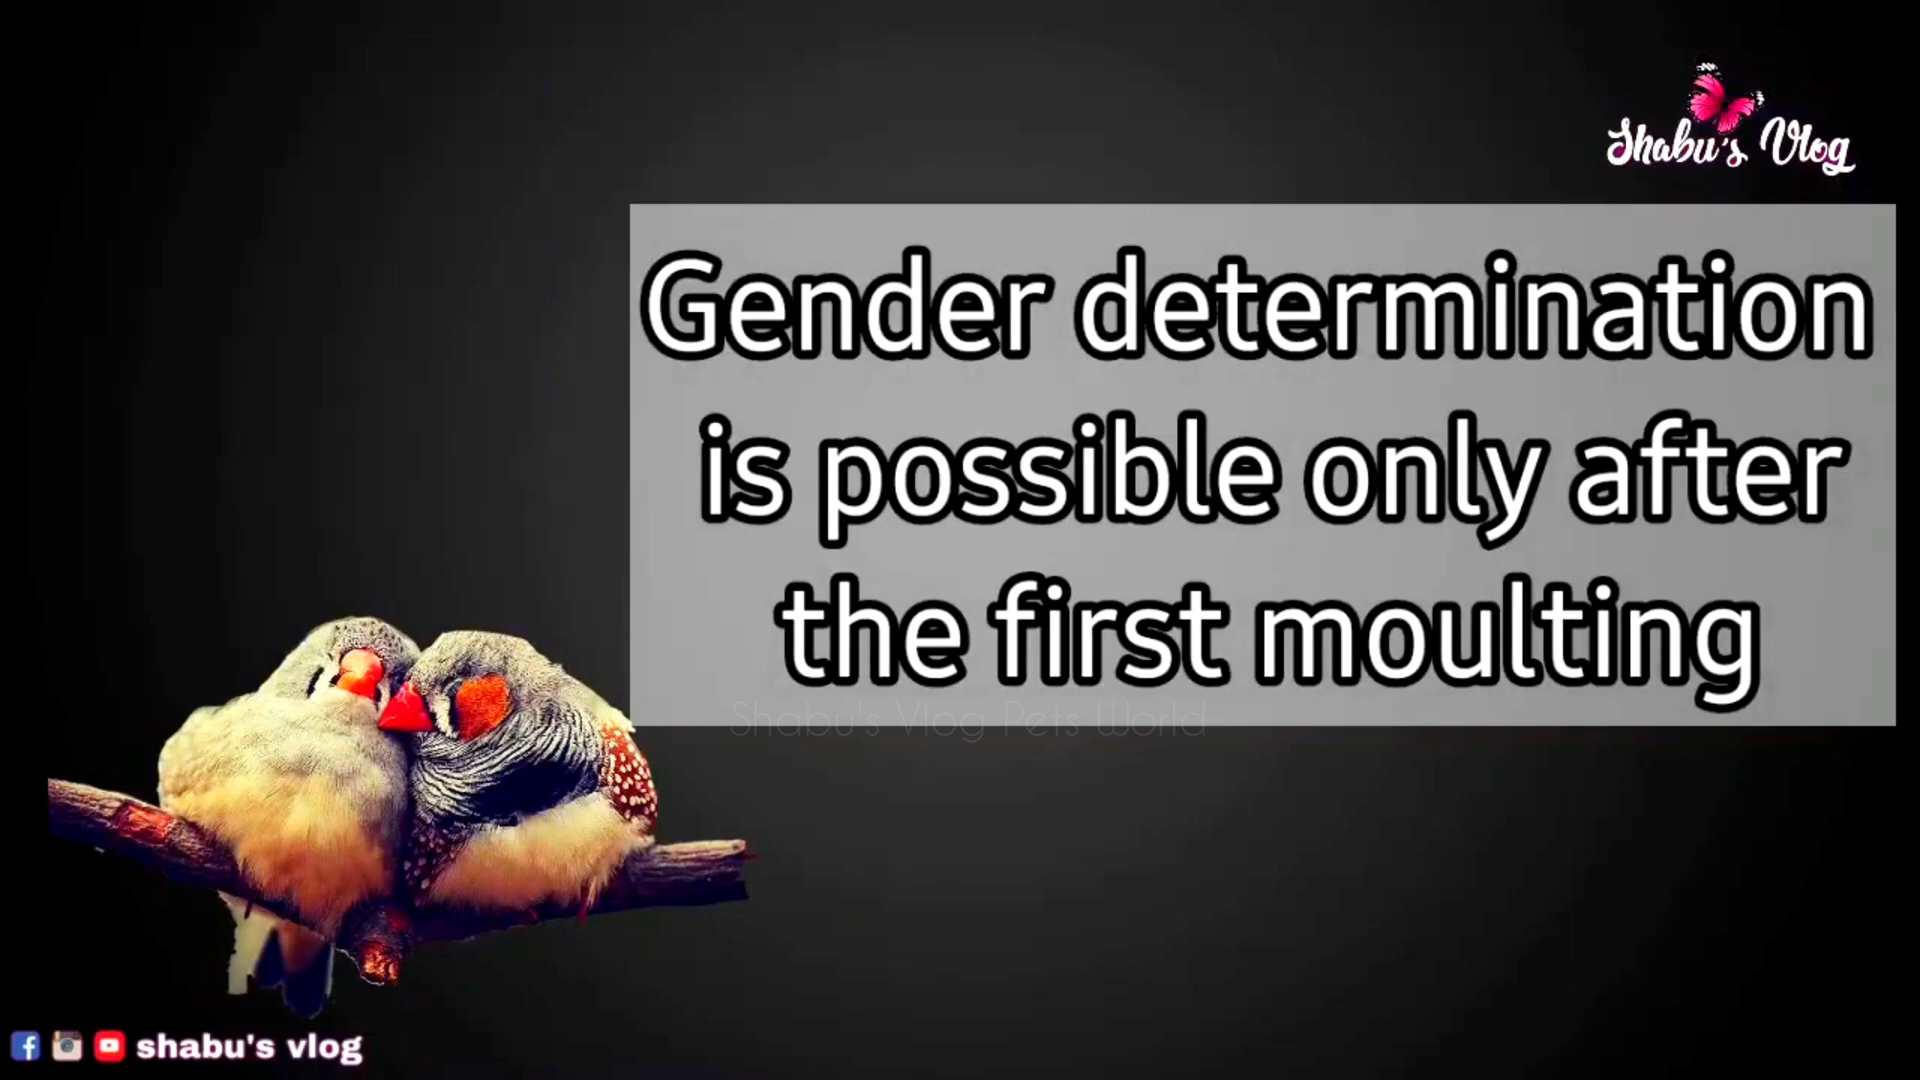 Shabu's Vlog
Gender determination
is possible only after
the first moulting
Shabu's Vlog Pets World
shabu's vlog